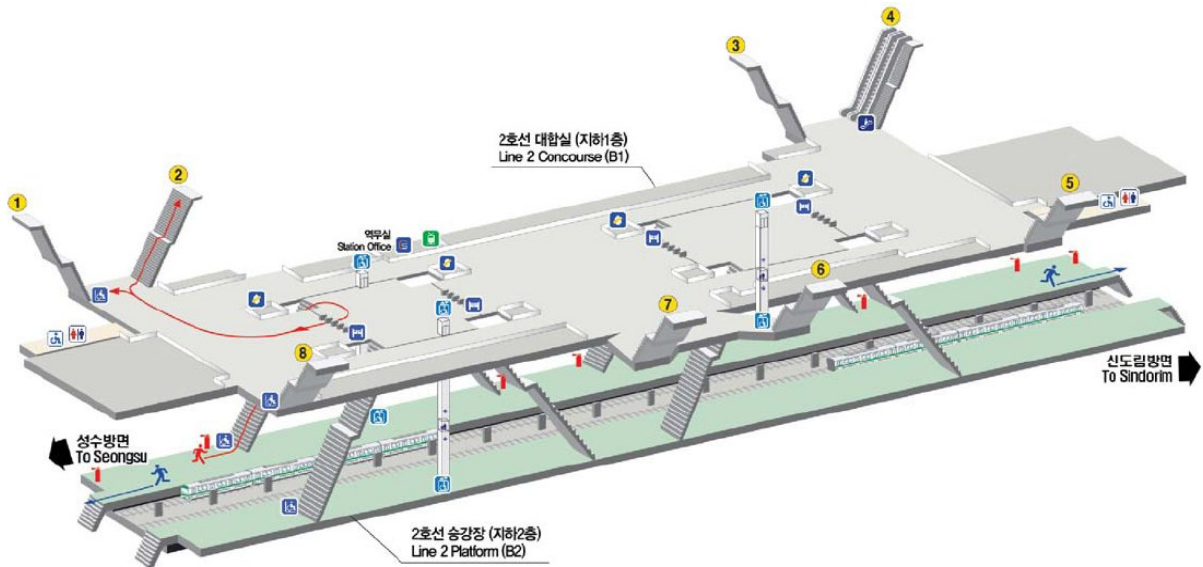 4
3
2호선 대합실 (지하1층)
Line 2 Concourse (B1)
2
1
5
역무실
Station Office
6
7
8
신도림방면
To Sindorim
성수방면
To Seongsu
2호선 승강장 (지하2층)
Line 2 Platform (B2)